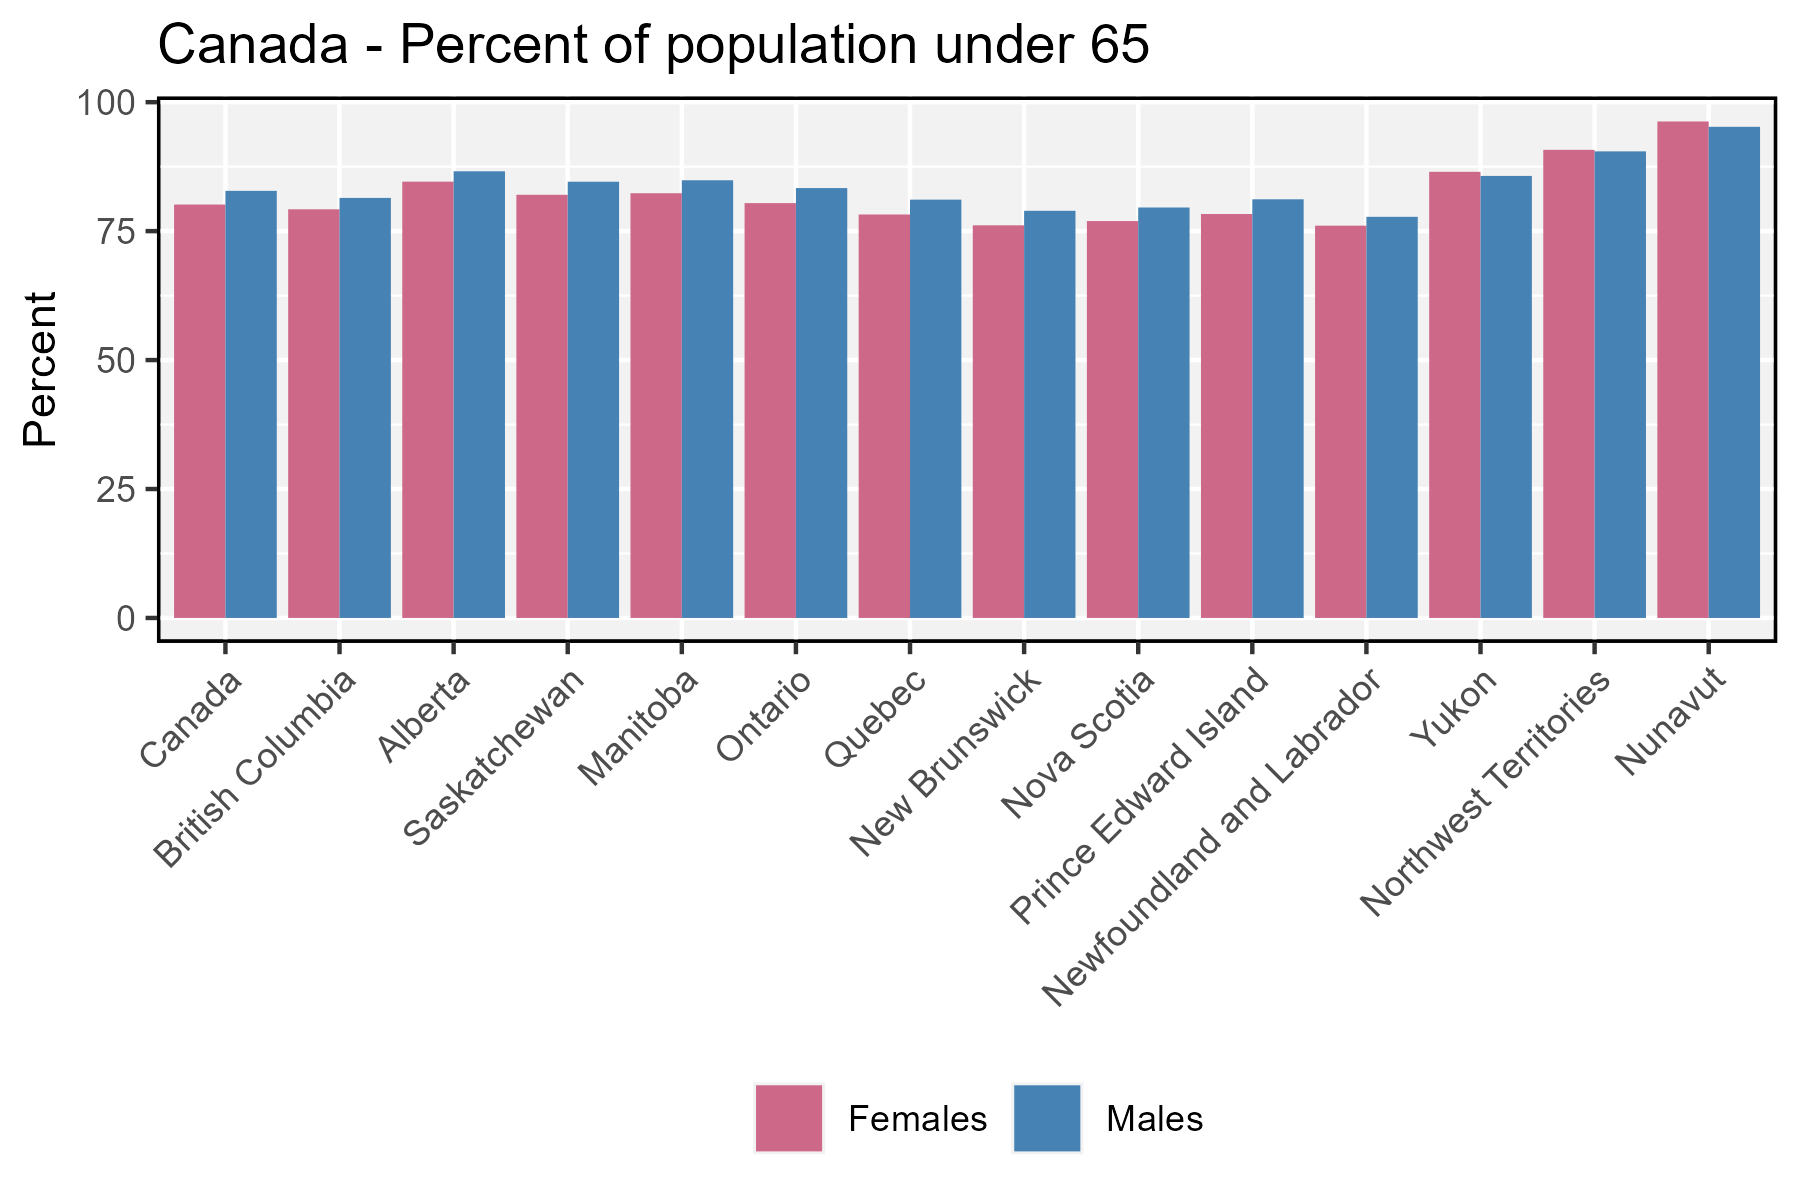 Canada - Percent of population under 65
Percent
100
75
50
25
0
Canada
British Columbia
Alberta
Saskatchewan
Manitoba
Ontario
Quebec
New Brunswick
Nova Scotia
Prince Edward Island
Newfoundland and Labrador
Yukon
Northwest Territories
Nunavut
Females
Males